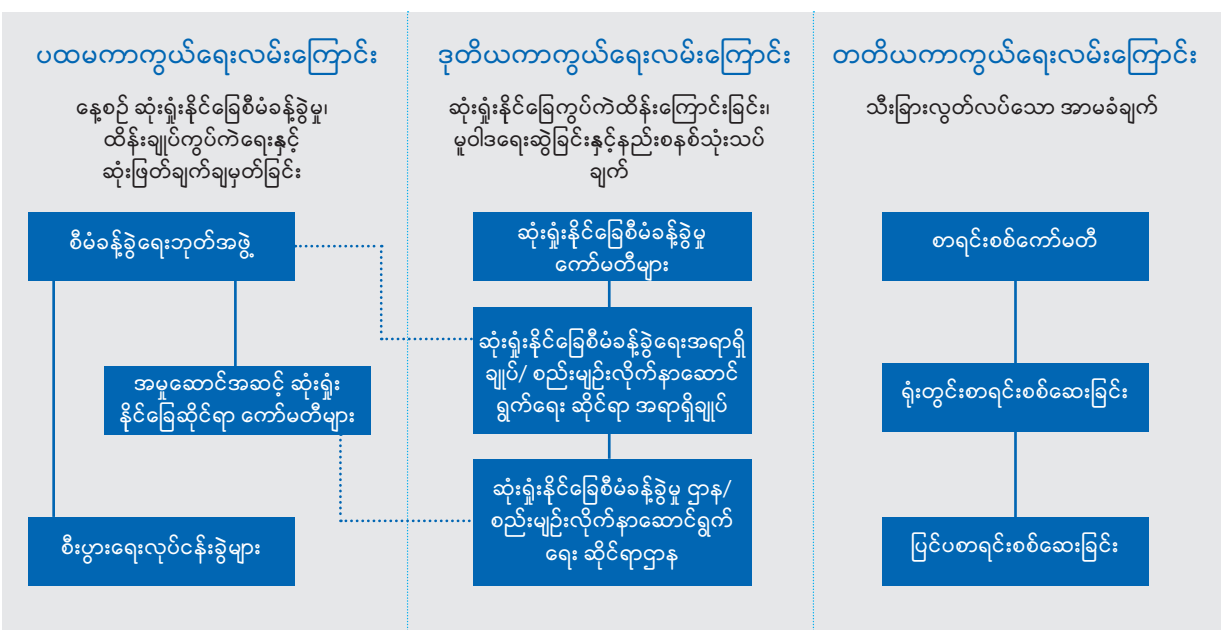 ပထမကာကွယ်ရေးလမ်းကြောင်း
နေ့စဉ် ဆုံးရှုံးနိုင်ခြေစီမံခန့်ခွဲမှု၊
ထိန်းချုပ်ကွပ်ကဲရေးနှင့်
ဆုံးဖြတ်ချက်ချမှတ်ခြင်း
စီမံခန့်ခွဲရေးဘုတ်အဖွဲ့
အမှုဆောင်အဆင့် ဆုံးရှုံး
နိုင်ခြေဆိုင်ရာ ကော်မတီများ
စီးပွားရေးလုပ်ငန်းခွဲများ
ဒုတိယကာကွယ်ရေးလမ်းကြောင်း
ဆုံးရှုံးနိုင်ခြေကွပ်ကဲထိန်းကြောင်းခြင်း၊
မူဝါဒရေးဆွဲခြင်းနှင့်နည်းစနစ်သုံးသပ်
ချက်
ဆုံးရှုံးနိုင်ခြေစီမံခန့်ခွဲမှု
ကော်မတီများ
ဆုံးရှုံးနိုင်ခြေစီမံခန့်ခွဲရေးအရာရှိ
ချုပ်/ စည်းမျဉ်းလိုက်နာဆောင်
ရွက်ရေး ဆိုင်ရာ အရာရှိချုပ်
ဆုံးရှုံးနိုင်ခြေစီမံခန့်ခွဲမှု ဌာန/
စည်းမျဉ်းလိုက်နာဆောင်ရွက်
ရေး ဆိုင်ရာဌာန
တတိယကာကွယ်ရေးလမ်းကြောင်း
သီးခြားလွတ်လပ်သော အာမခံချက်
စာရင်းစစ်ကော်မတီ
ရုံးတွင်းစာရင်းစစ်ဆေးခြင်း
ပြင်ပစာရင်းစစ်ဆေးခြင်း